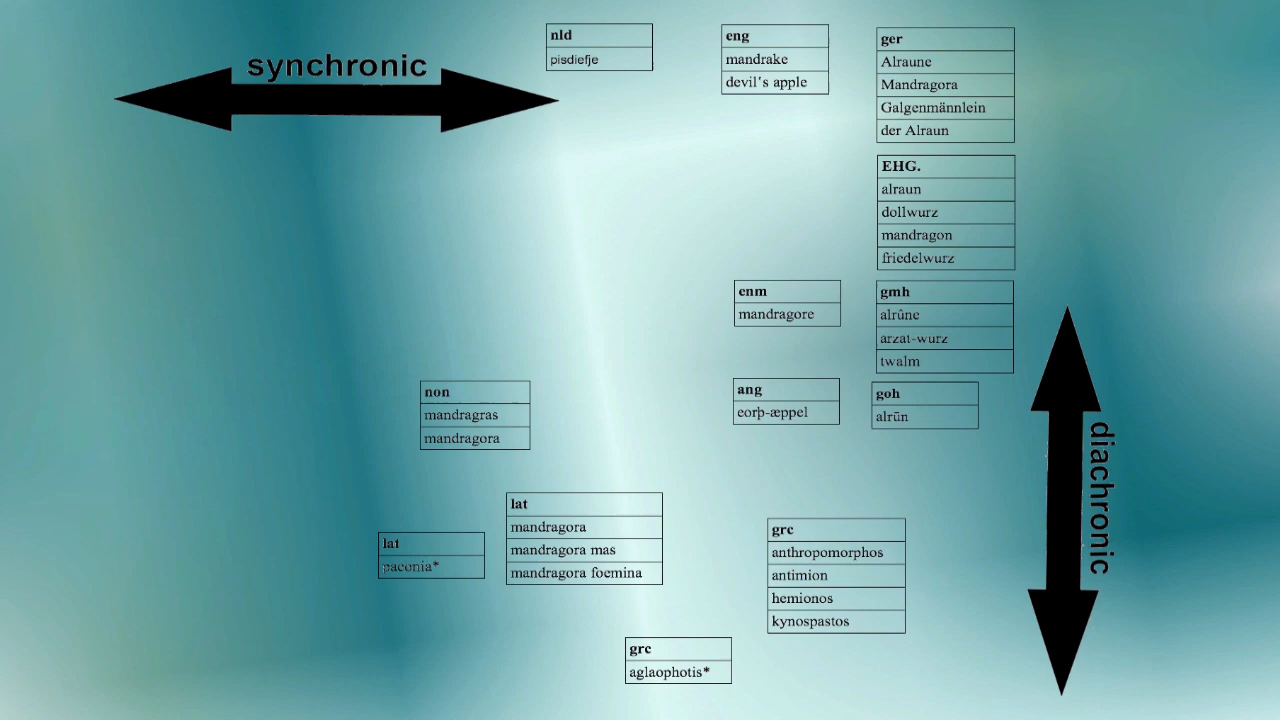 synchronic
nld
pisdiefje
eng
mandrake
devil's apple
ger
Alraune
Mandragora
Galgenmännlein
der Alraun
EHG.
alraun
dollwurz
mandragon
friedelwurz
enm
mandragore
gmh
alrûne
arzat-wurz
twalm
non
mandragras
mandragora
ang
eorþ-æppel
goh
alrūn
diachronic
lat
mandragora
mandragora mas
mandragora foemina
lat
paeonia*
grc
anthropomorphos
antimion
hemionos
kynospastos
grc
aglaophotis*